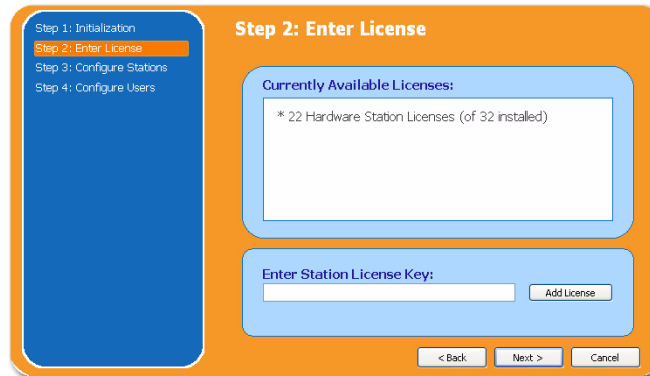 Step 1: Initialization
Step 2: Enter License
Step 3: Configure Stations
Step 4: Configure Users
Step 2: Enter License
Currently Available Licenses:
* 22 Hardware Station Licenses (of 32 installed)
Enter Station License Key:
Add License
< Back
Next >
Cancel